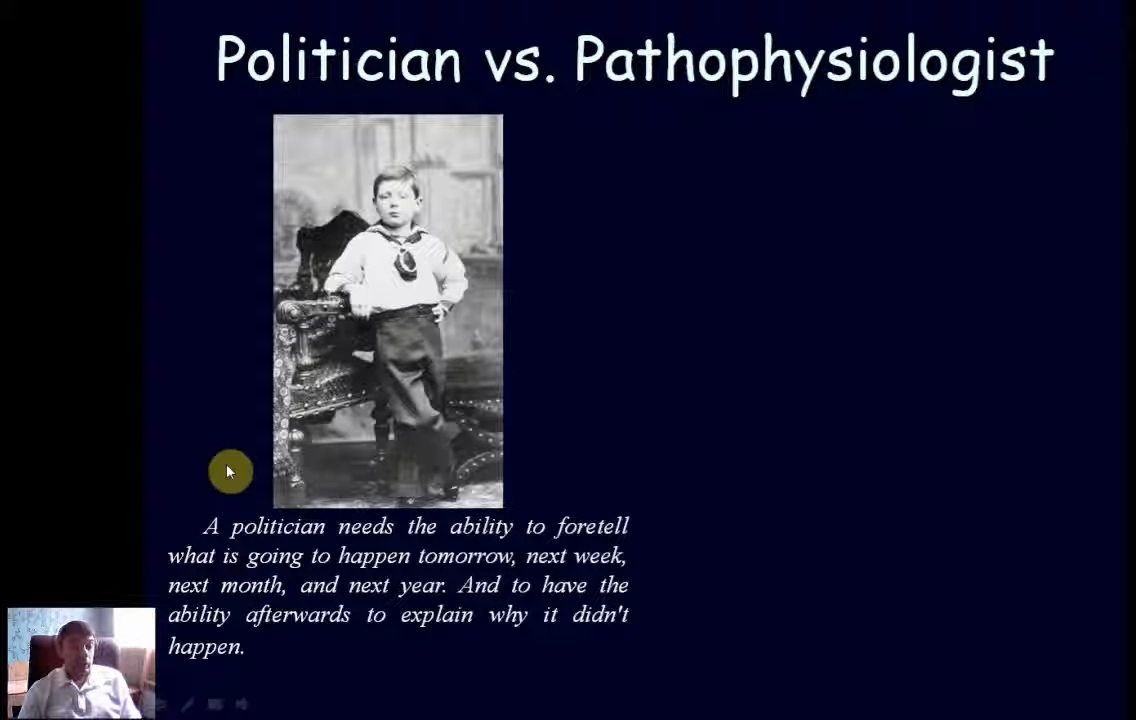 Politician vs. Pathophysiologist
A politician needs the ability to foretell
what is going to happen tomorrow, next week,
next month, and next year. And to have the
ability afterwards to explain why it didn't
happen.